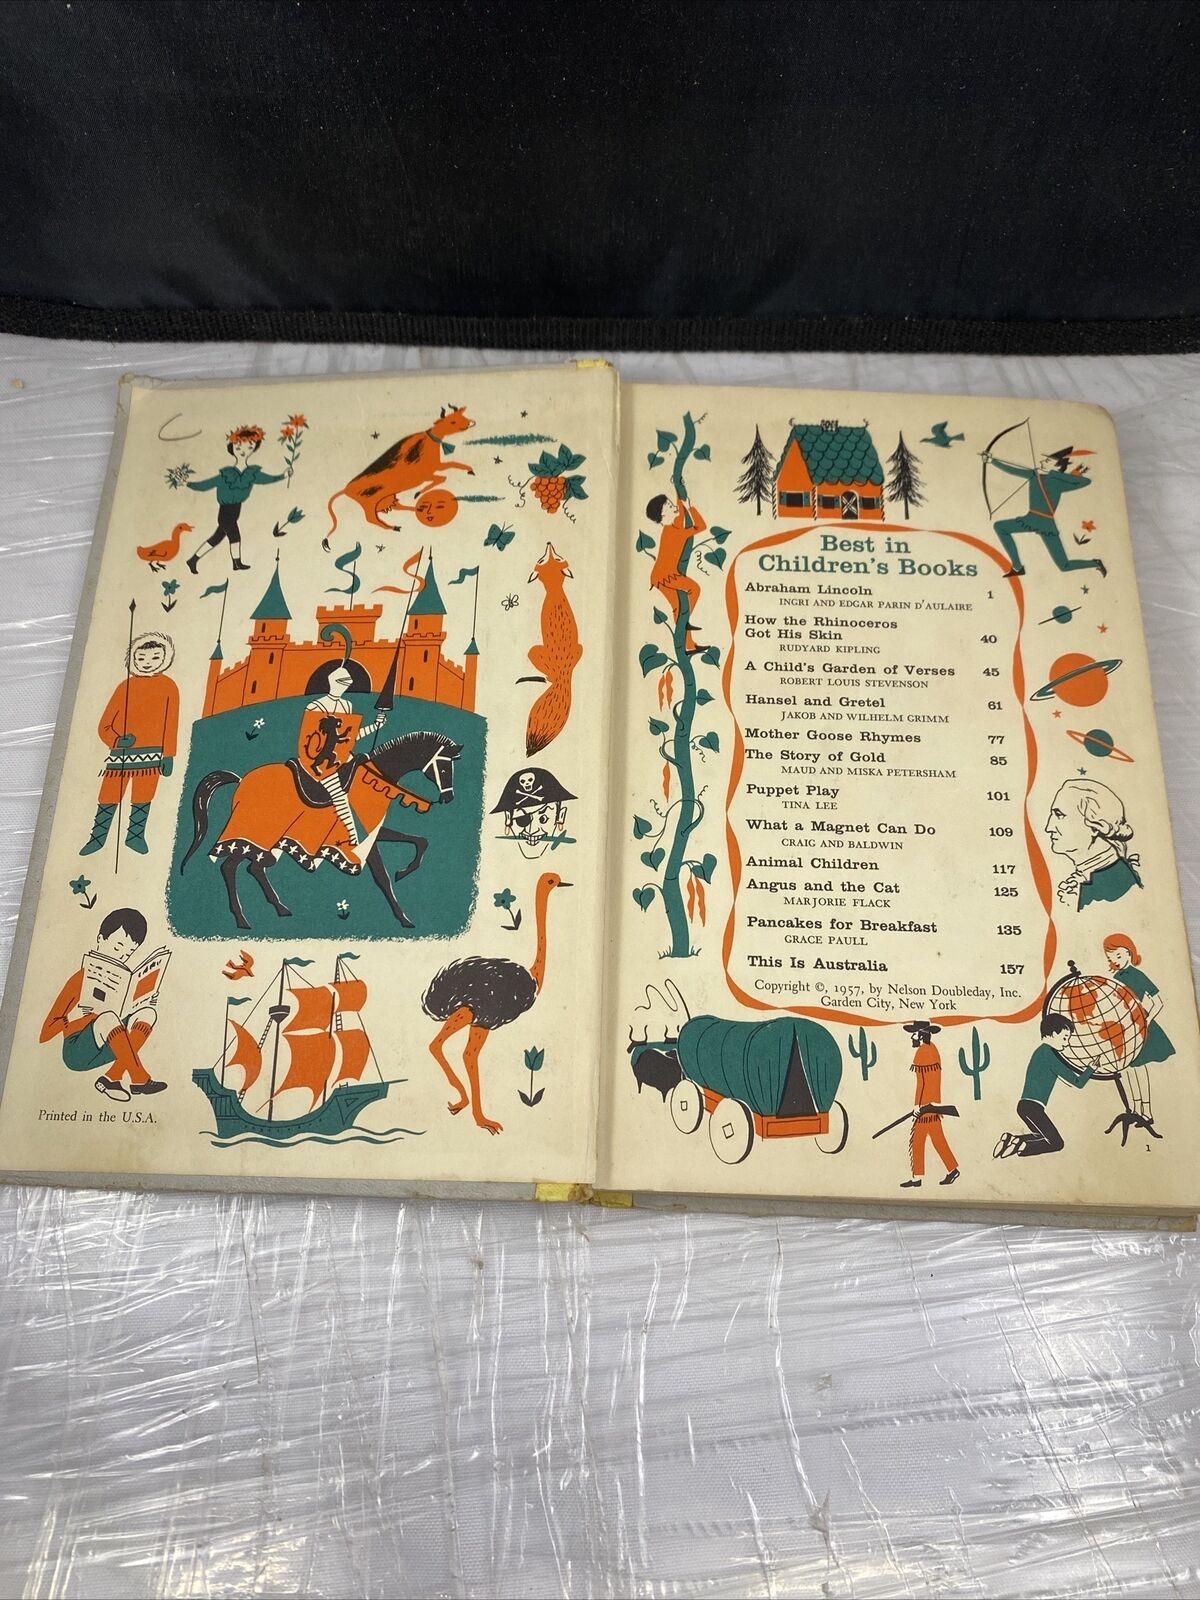 Printed in the U.S.A.
Best in
Children's Books
Abraham Lincoln 1
INGRI AND EDGAR PARIN D'AULAIRE
How the Rhinoceros
Got His Skin 40
RUDYARD KIPLING
A Child's Garden of Verses 45
ROBERT LOUIS STEVENSON
Hansel and Gretel 61
JAKOB AND WILHELM GRIMM
Mother Goose Rhymes 77
The Story of Gold 85
MAUD AND MISKA PETERSHAM
Puppet Play 101
TINA LEE
What a Magnet Can Do 109
CRAIG AND BALDWIN
Animal Children 117
Angus and the Cat 125
MARJORIE FLACK
Pancakes for Breakfast 135
GRACE PAULL
This Is Australia 157
Copyright ©, 1957, by Nelson Doubleday, Inc.
Garden City, New York
1